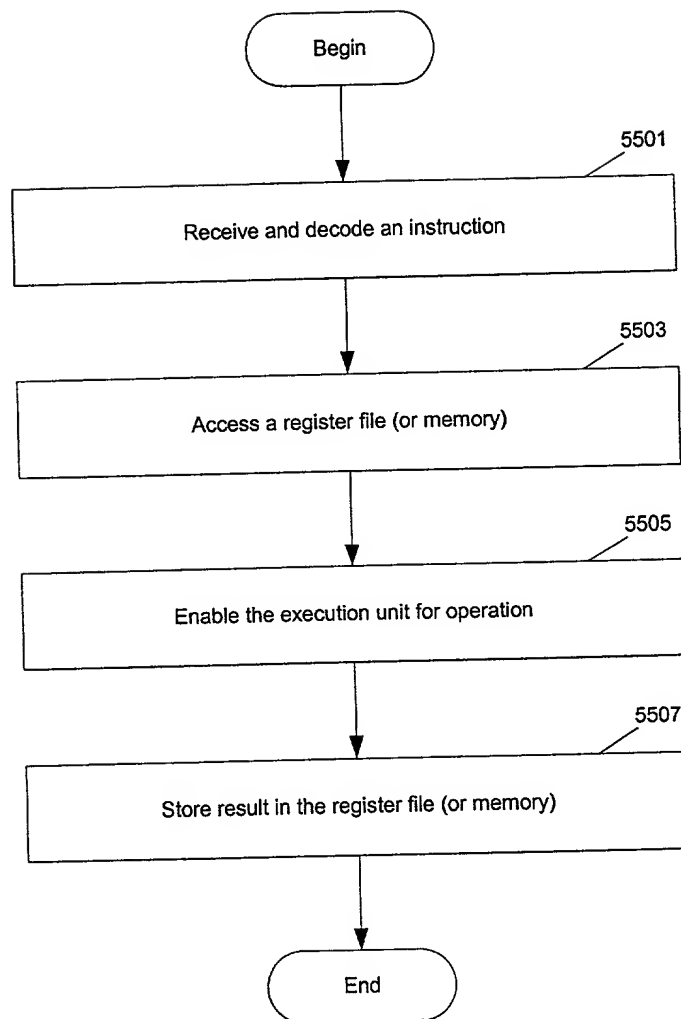 Begin
5501
Receive and decode an instruction
5503
Access a register file (or memory)
5505
Enable the execution unit for operation
5507
Store result in the register file (or memory)
End